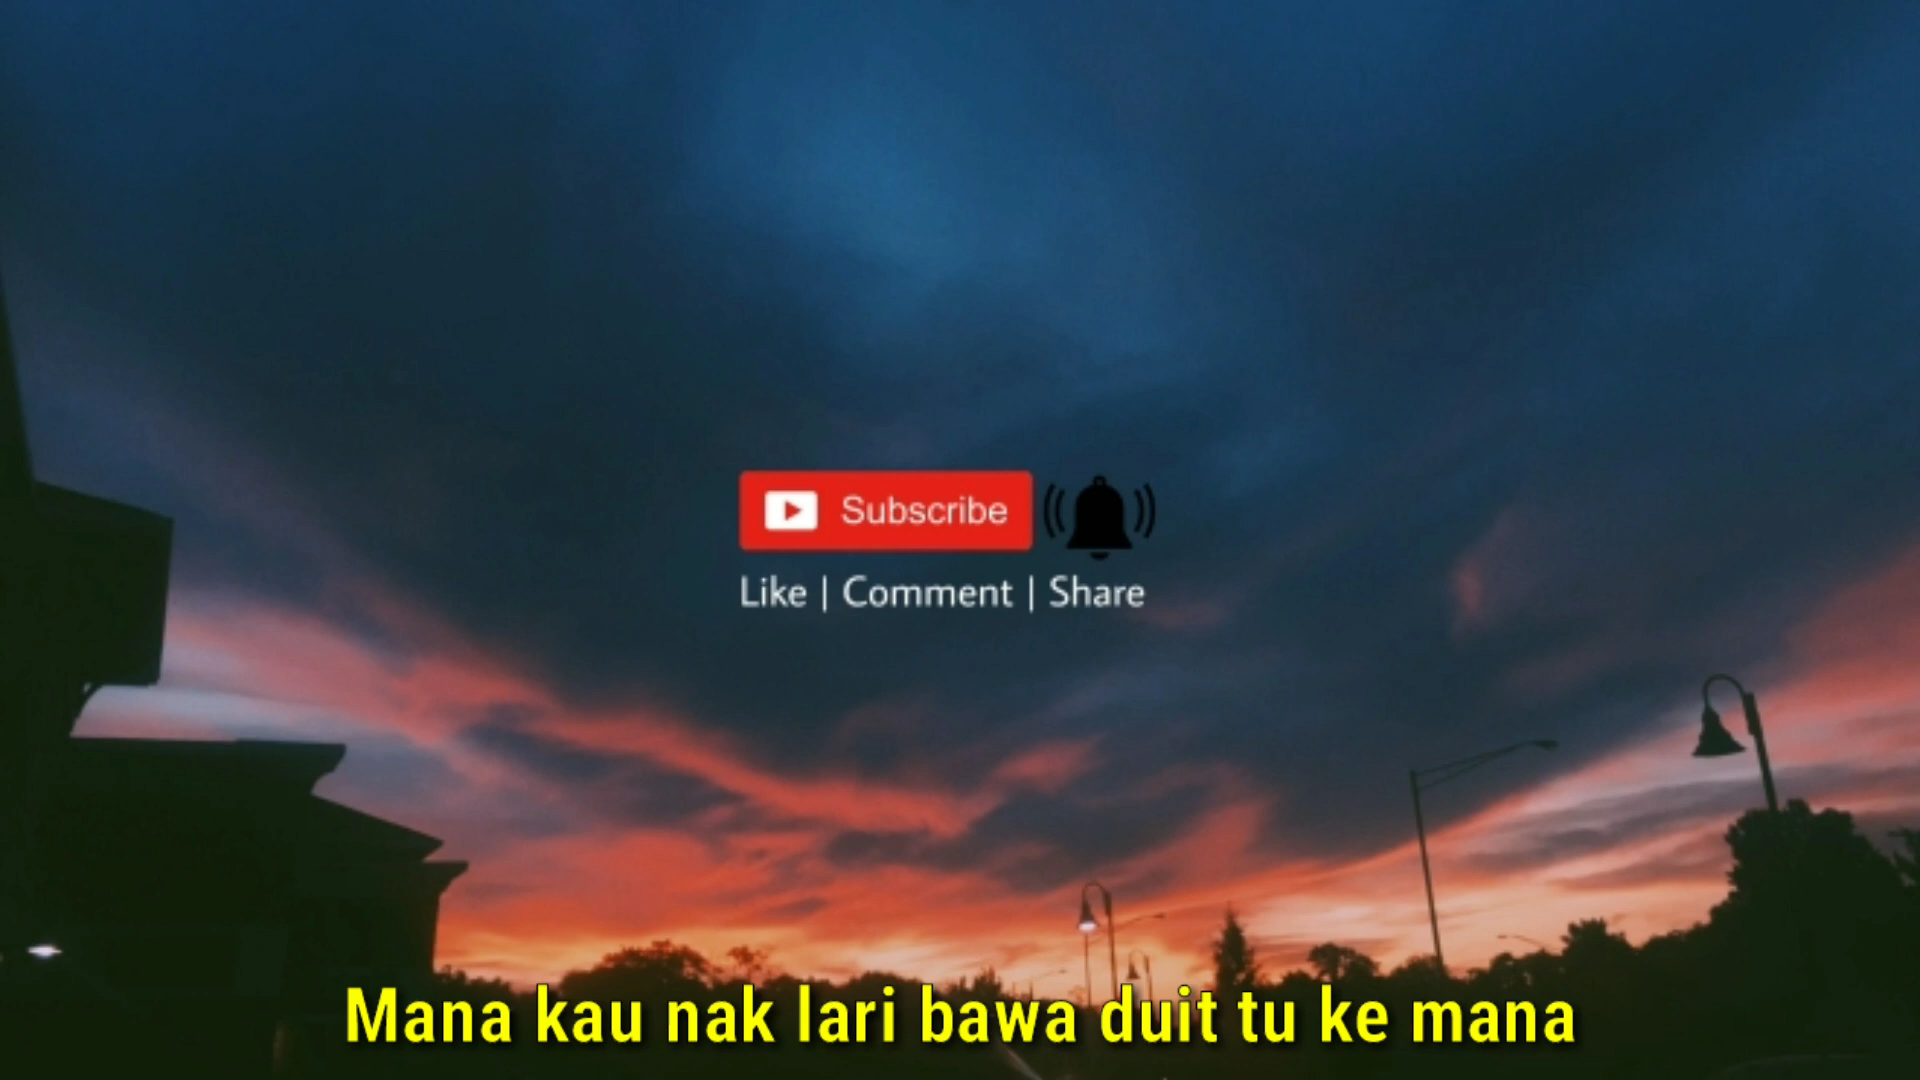 Subscribe
Like | Comment | Share
Mana kau nak lari bawa duit tu ke mana